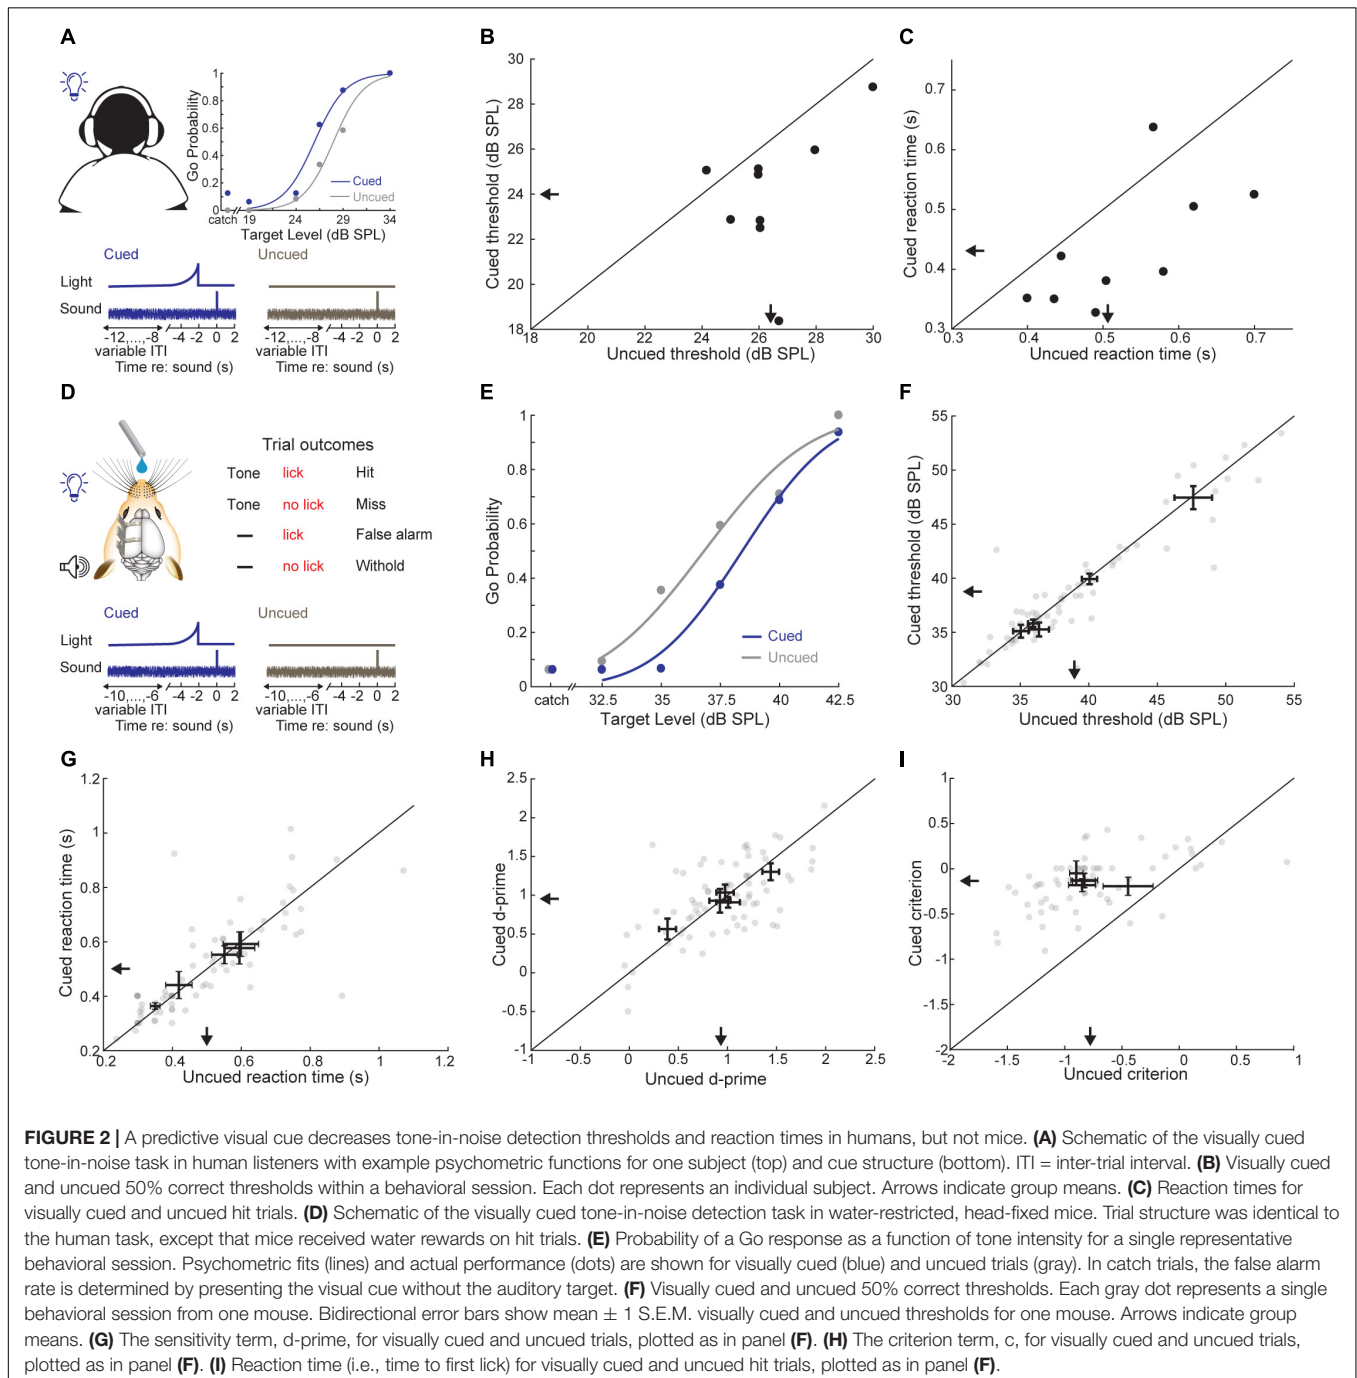 A
Go Probability
1
0.8
0.6
0.4
0.2
0
Cued
Uncued
catch 19 24 29 34
Target Level (dB SPL)
Cued
Uncued
Light
Sound
-12,...,-8 -4 -2 0 2
variable ITI
Time re: sound (s)
-12,...,-8 -4 -2 0 2
variable ITI
Time re: sound (s)
B
Cued threshold (dB SPL)
30
28
26
24
22
20
18
18 20 22 24 26 28 30
Uncued threshold (dB SPL)
C
Cued reaction time (s)
0.7
0.6
0.5
0.4
0.3
0.3 0.4 0.5 0.6 0.7
Uncued reaction time (s)
D
Trial outcomes
Tone lick Hit
Tone no lick Miss
— lick False alarm
— no lick Withold
Cued
Uncued
Light
Sound
-10,...,-6 -4 -2 0 2
variable ITI
Time re: sound (s)
-10,...,-6 -4 -2 0 2
variable ITI
Time re: sound (s)
E
Go Probability
1
0.8
0.6
0.4
0.2
0
Cued
Uncued
catch 32.5 35 37.5 40 42.5
Target Level (dB SPL)
F
Cued threshold (dB SPL)
55
50
45
40
35
30
30 35 40 45 50 55
Uncued threshold (dB SPL)
G
Cued reaction time (s)
1.2
1
0.8
0.6
0.4
0.2
0.2 0.4 0.6 0.8 1 1.2
Uncued reaction time (s)
H
Cued d-prime
2.5
2
1.5
1
0.5
0
-0.5
-1
-1 -0.5 0 0.5 1 1.5 2 2.5
Uncued d-prime
I
Cued criterion
1
0.5
0
-0.5
-1
-1.5
-2
-2 -1.5 -1 -0.5 0 0.5 1
Uncued criterion
FIGURE 2 | A predictive visual cue decreases tone-in-noise detection thresholds and reaction times in humans, but not mice. (A) Schematic of the visually cued
tone-in-noise task in human listeners with example psychometric functions for one subject (top) and cue structure (bottom). ITI = inter-trial interval. (B) Visually cued
and uncued 50% correct thresholds within a behavioral session. Each dot represents an individual subject. Arrows indicate group means. (C) Reaction times for
visually cued and uncued hit trials. (D) Schematic of the visually cued tone-in-noise detection task in water-restricted, head-fixed mice. Trial structure was identical to
the human task, except that mice received water rewards on hit trials. (E) Probability of a Go response as a function of tone intensity for a single representative
behavioral session. Psychometric fits (lines) and actual performance (dots) are shown for visually cued (blue) and uncued trials (gray). In catch trials, the false alarm
rate is determined by presenting the visual cue without the auditory target. (F) Visually cued and uncued 50% correct thresholds. Each gray dot represents a single
behavioral session from one mouse. Bidirectional error bars show mean ± 1 S.E.M. visually cued and uncued thresholds for one mouse. Arrows indicate group
means. (G) The sensitivity term, d-prime, for visually cued and uncued trials, plotted as in panel (F). (H) The criterion term, c, for visually cued and uncued trials,
plotted as in panel (F). (I) Reaction time (i.e., time to first lick) for visually cued and uncued hit trials, plotted as in panel (F).